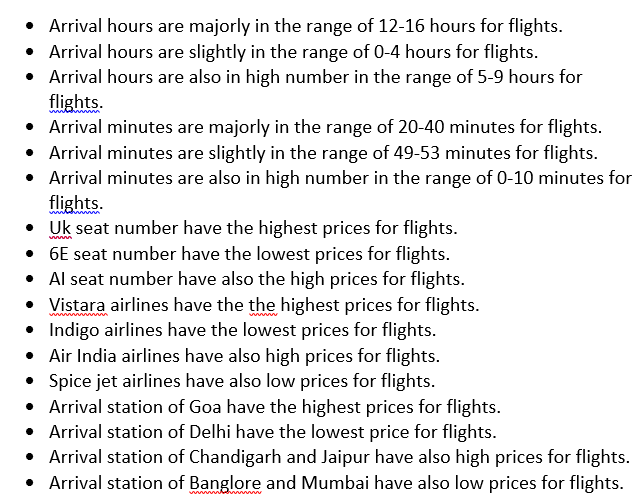 • Arrival hours are majorly in the range of 12-16 hours for flights.
• Arrival hours are slightly in the range of 0-4 hours for flights.
• Arrival hours are also in high number in the range of 5-9 hours for
flights.
• Arrival minutes are majorly in the range of 20-40 minutes for flights.
• Arrival minutes are slightly in the range of 49-53 minutes for flights.
• Arrival minutes are also in high number in the range of 0-10 minutes for
flights.
• Uk seat number have the highest prices for flights.
• 6E seat number have the lowest prices for flights.
• AI seat number have also the high prices for flights.
• Vistara airlines have the the highest prices for flights.
• Indigo airlines have the lowest prices for flights.
• Air India airlines have also high prices for flights.
• Spice jet airlines have also low prices for flights.
• Arrival station of Goa have the highest prices for flights.
• Arrival station of Delhi have the lowest price for flights.
• Arrival station of Chandigarh and Jaipur have also high prices for flights.
• Arrival station of Banglore and Mumbai have also low prices for flights.